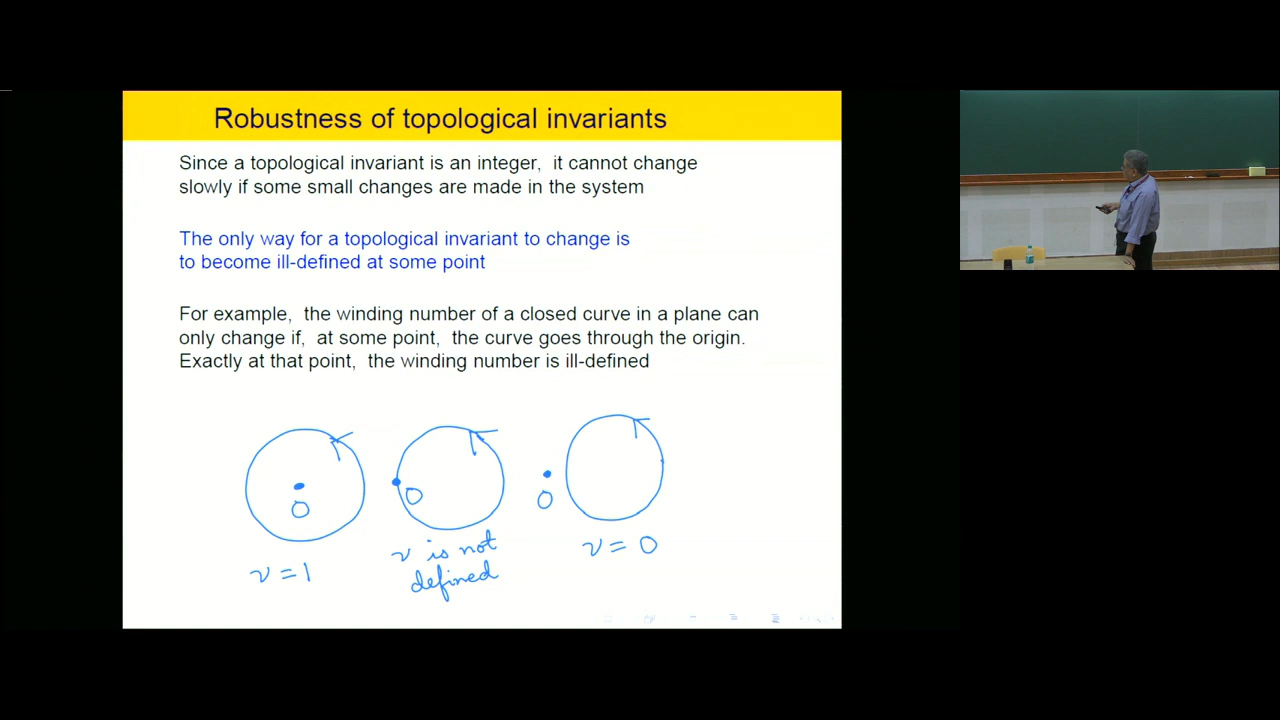 Robustness of topological invariants
Since a topological invariant is an integer, it cannot change
slowly if some small changes are made in the system
The only way for a topological invariant to change is
to become ill-defined at some point
For example, the winding number of a closed curve in a plane can
only change if, at some point, the curve goes through the origin.
Exactly at that point, the winding number is ill-defined
O
O
O
ν = 1
ν is not
defined
ν = 0